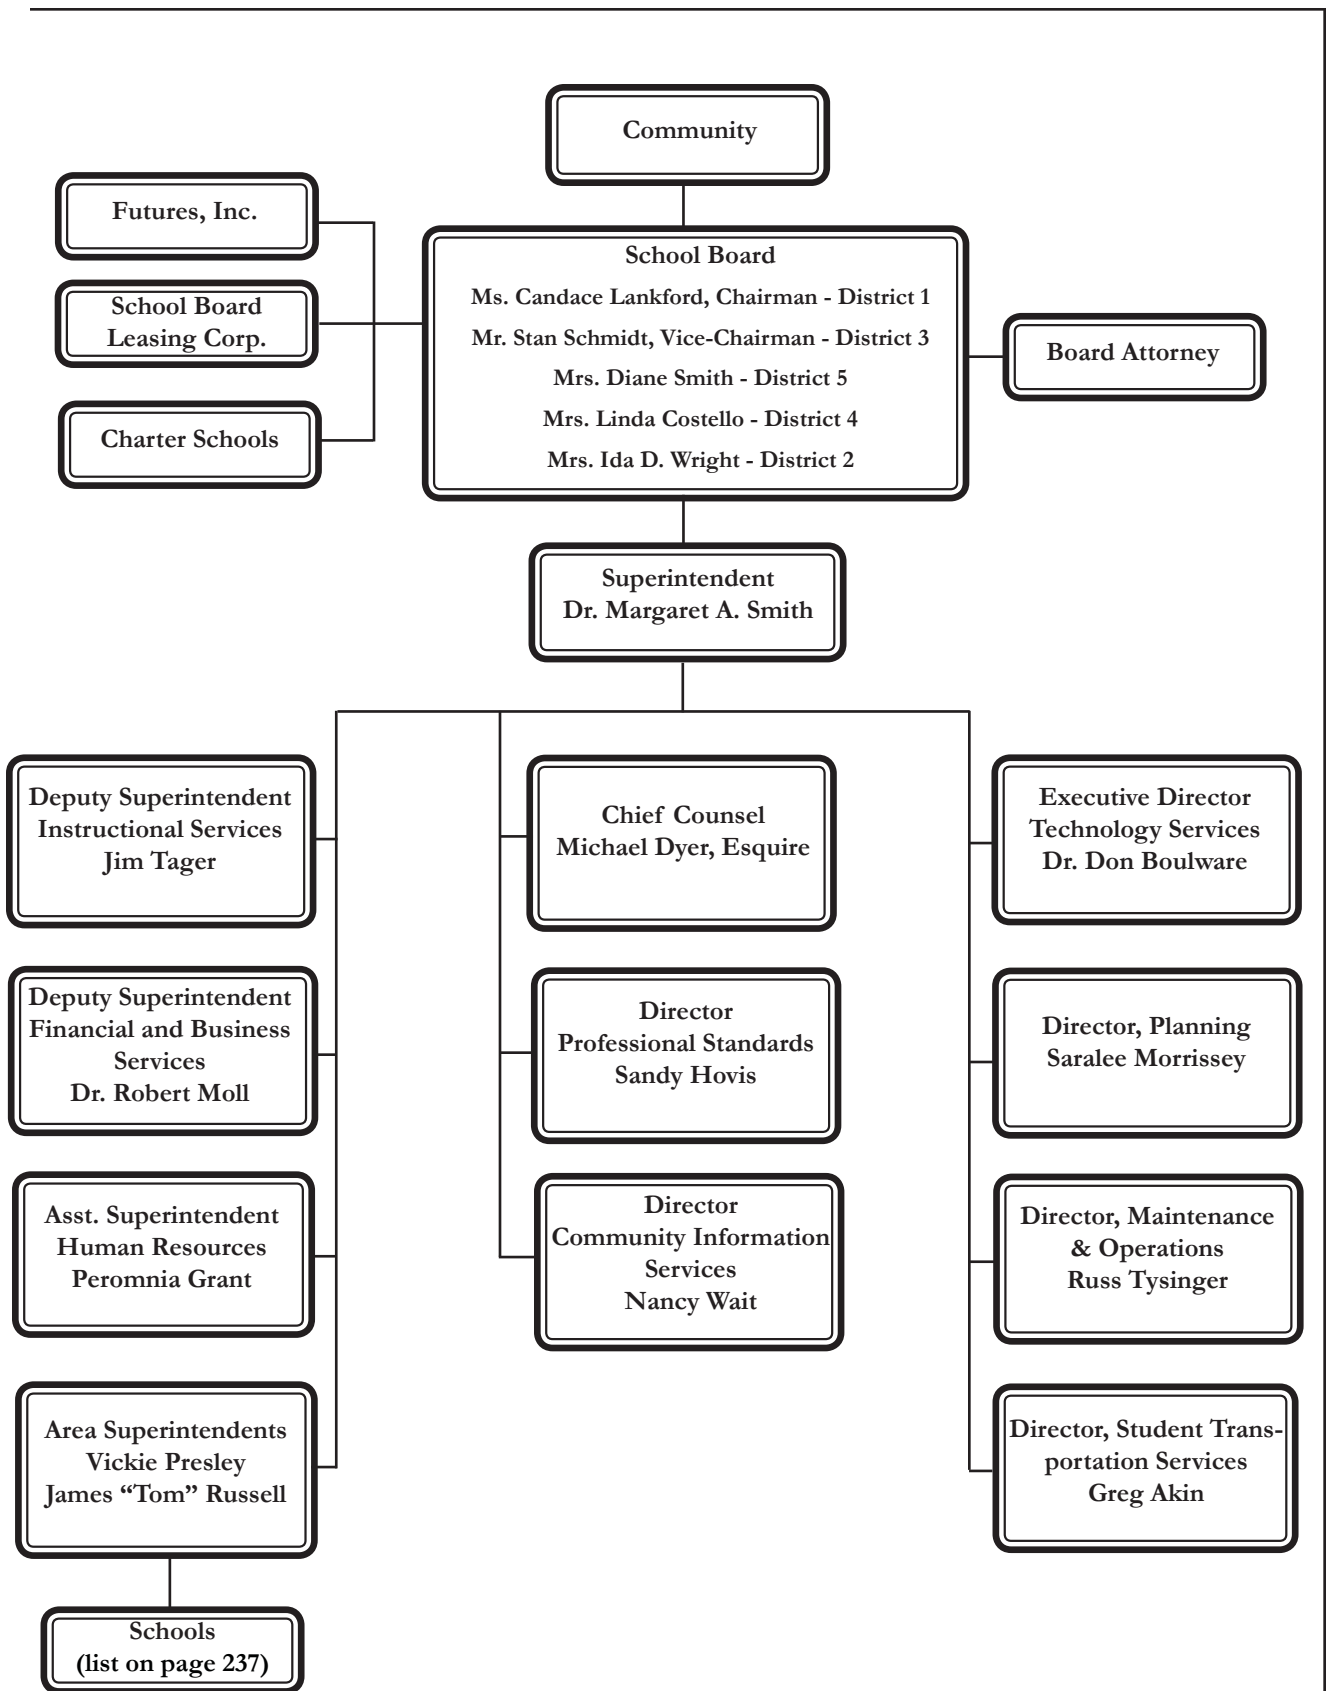 Community
Futures, Inc.
School Board
Leasing Corp.
Charter Schools
School Board
Ms. Candace Lankford, Chairman - District 1
Mr. Stan Schmidt, Vice-Chairman - District 3
Mrs. Diane Smith - District 5
Mrs. Linda Costello - District 4
Mrs. Ida D. Wright - District 2
Board Attorney
Superintendent
Dr. Margaret A. Smith
Deputy Superintendent
Instructional Services
Jim Tager
Deputy Superintendent
Financial and Business
Services
Dr. Robert Moll
Asst. Superintendent
Human Resources
Peromnia Grant
Area Superintendents
Vickie Presley
James “Tom” Russell
Schools
(list on page 237)
Chief Counsel
Michael Dyer, Esquire
Director
Professional Standards
Sandy Hovis
Director
Community Information
Services
Nancy Wait
Executive Director
Technology Services
Dr. Don Boulware
Director, Planning
Saralee Morrissey
Director, Maintenance
& Operations
Russ Tysinger
Director, Student Trans-
portation Services
Greg Akin